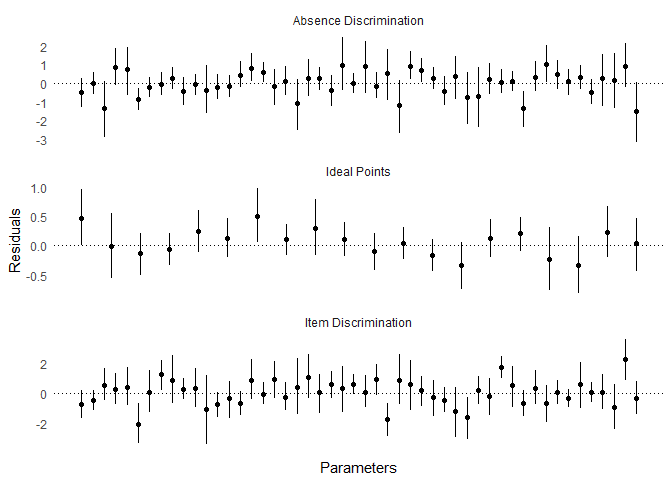 Absence Discrimination
2
1
0
-1
-2
-3
Ideal Points
1.0
0.5
0.0
-0.5
Residuals
Item Discrimination
2
0
-2
Parameters